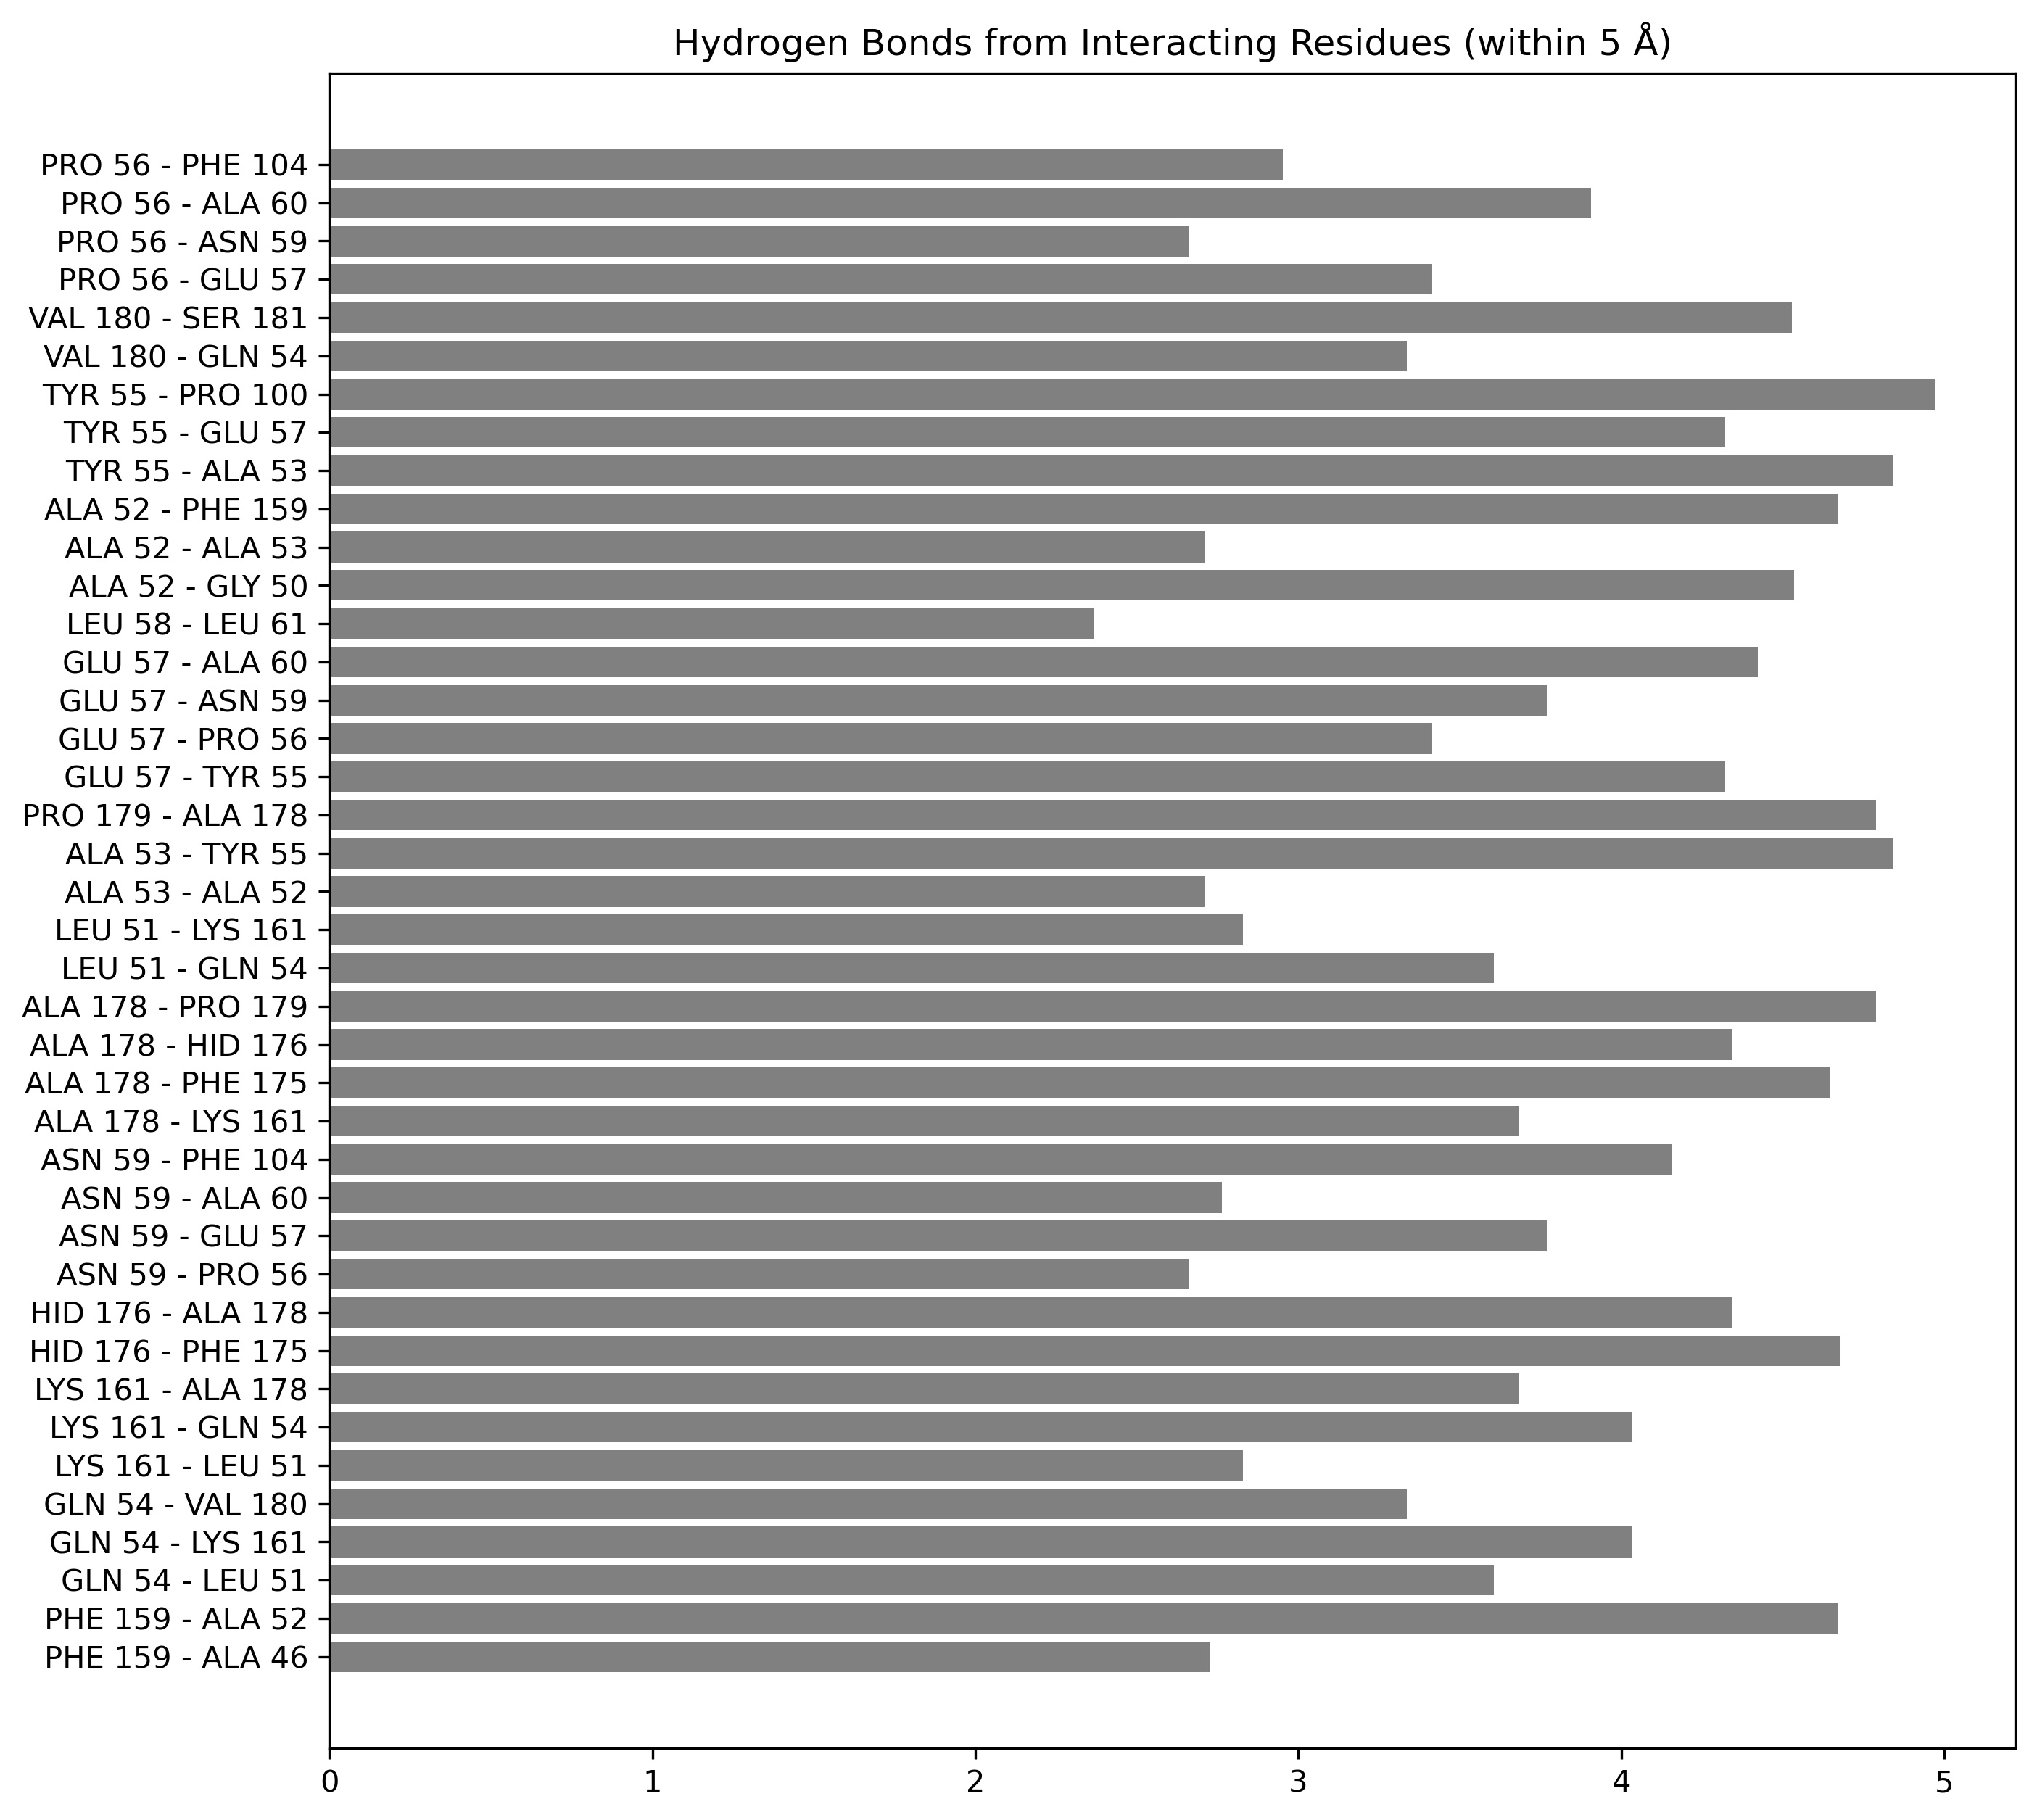 Hydrogen Bonds from Interacting Residues (within 5 Å)
PRO 56 - PHE 104
PRO 56 - ALA 60
PRO 56 - ASN 59
PRO 56 - GLU 57
VAL 180 - SER 181
VAL 180 - GLN 54
TYR 55 - PRO 100
TYR 55 - GLU 57
TYR 55 - ALA 53
ALA 52 - PHE 159
ALA 52 - ALA 53
ALA 52 - GLY 50
LEU 58 - LEU 61
GLU 57 - ALA 60
GLU 57 - ASN 59
GLU 57 - PRO 56
GLU 57 - TYR 55
PRO 179 - ALA 178
ALA 53 - TYR 55
ALA 53 - ALA 52
LEU 51 - LYS 161
LEU 51 - GLN 54
ALA 178 - PRO 179
ALA 178 - HID 176
ALA 178 - PHE 175
ALA 178 - LYS 161
ASN 59 - PHE 104
ASN 59 - ALA 60
ASN 59 - GLU 57
ASN 59 - PRO 56
HID 176 - ALA 178
HID 176 - PHE 175
LYS 161 - ALA 178
LYS 161 - GLN 54
LYS 161 - LEU 51
GLN 54 - VAL 180
GLN 54 - LYS 161
GLN 54 - LEU 51
PHE 159 - ALA 52
PHE 159 - ALA 46
0 1 2 3 4 5